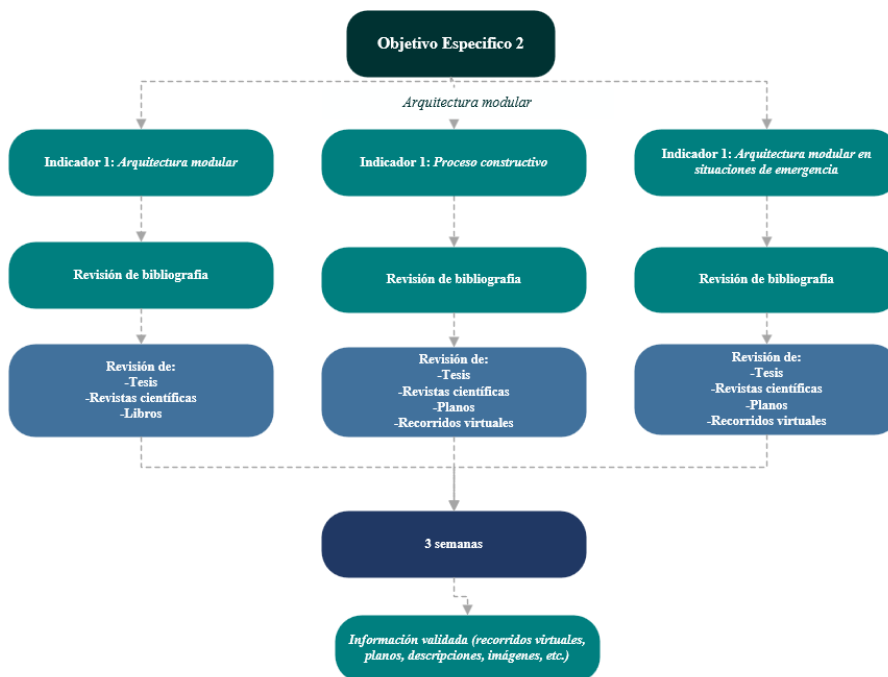 Objetivo Especifico 2
Arquitectura modular
Indicador 1: Arquitectura modular
Indicador 1: Proceso constructivo
Indicador 1: Arquitectura modular en
situaciones de emergencia
Revisión de bibliografia
Revisión de bibliografia
Revisión de bibliografia
Revisión de:
-Tesis
-Revistas científicas
-Libros
Revisión de:
-Tesis
-Revistas científicas
-Planos
-Recorridos virtuales
Revisión de:
-Tesis
-Revistas científicas
-Planos
-Recorridos virtuales
3 semanas
Información validada (recorridos virtuales,
planos, descripciones, imágenes, etc.)